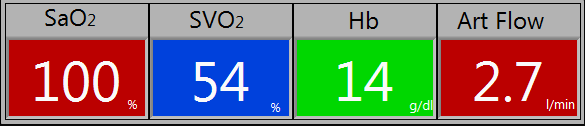 SaO2 SVO2 Hb Art Flow
100 % 54 % 14 g/dl 2.7 l/min